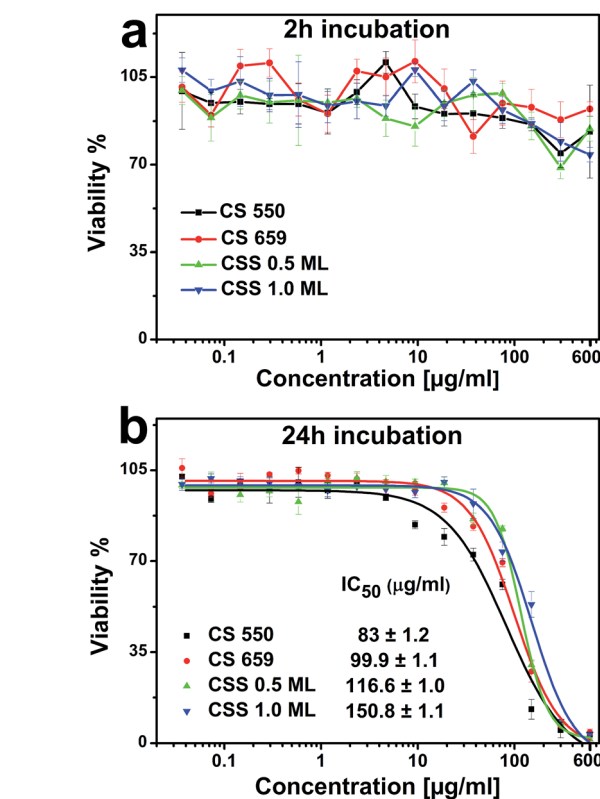 a
2h incubation
Viability %
105
70
35
0
CS 550
CS 659
CSS 0.5 ML
CSS 1.0 ML
0.1
1
10
100
600
Concentration [µg/ml]
b
24h incubation
Viability %
105
70
35
0
IC50 (µg/ml)
CS 550 83 ± 1.2
CS 659 99.9 ± 1.1
CSS 0.5 ML 116.6 ± 1.0
CSS 1.0 ML 150.8 ± 1.1
0.1
1
10
100
600
Concentration [µg/ml]